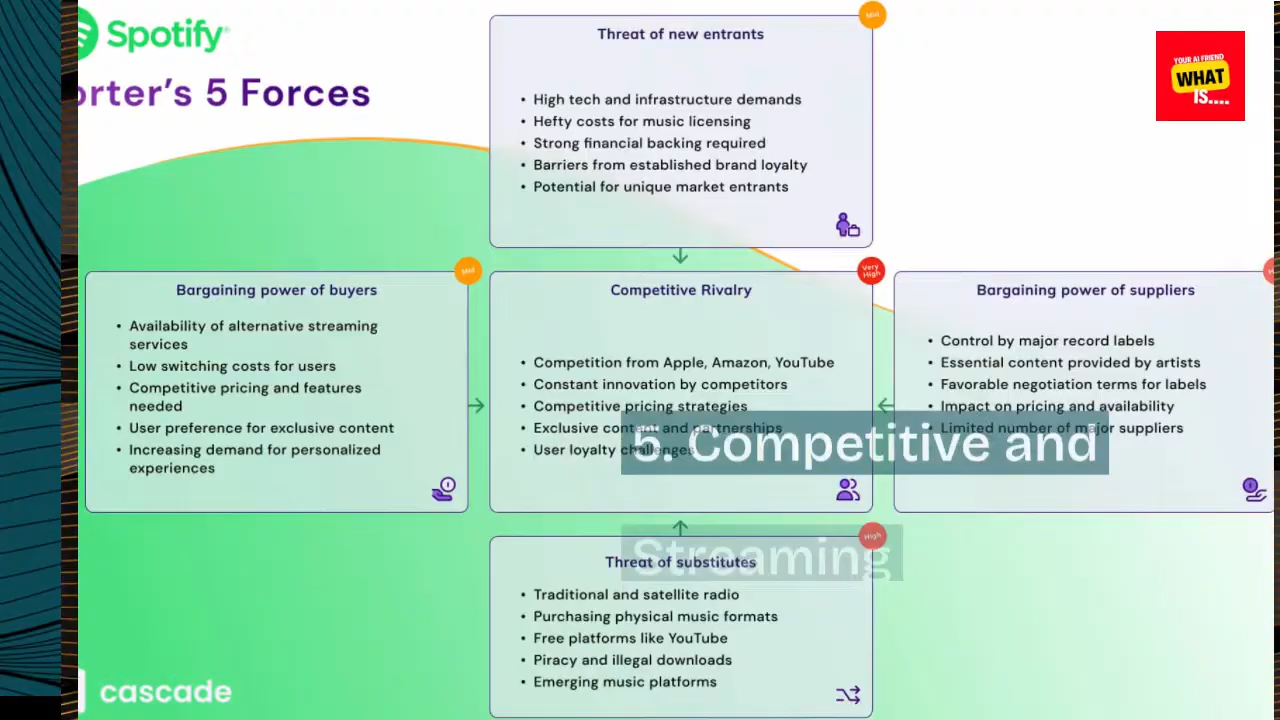 Spotify®
orter's 5 Forces
YOUR AI FRIEND
WHAT
IS....
Mid
Threat of new entrants
• High tech and infrastructure demands
• Hefty costs for music licensing
• Strong financial backing required
• Barriers from established brand loyalty
• Potential for unique market entrants
Mid
Bargaining power of buyers
• Availability of alternative streaming
services
• Low switching costs for users
• Competitive pricing and features
needed
• User preference for exclusive content
• Increasing demand for personalized
experiences
Very
High
Competitive Rivalry
• Competition from Apple, Amazon, YouTube
• Constant innovation by competitors
• Competitive pricing strategies
• Exclusive content and partnerships
• User loyalty challenges
H
Bargaining power of suppliers
• Control by major record labels
• Essential content provided by artists
• Favorable negotiation terms for labels
• Impact on pricing and availability
• Limited number of major suppliers
5. Competitive and
Streaming
High
Threat of substitutes
• Traditional and satellite radio
• Purchasing physical music formats
• Free platforms like YouTube
• Piracy and illegal downloads
• Emerging music platforms
cascade